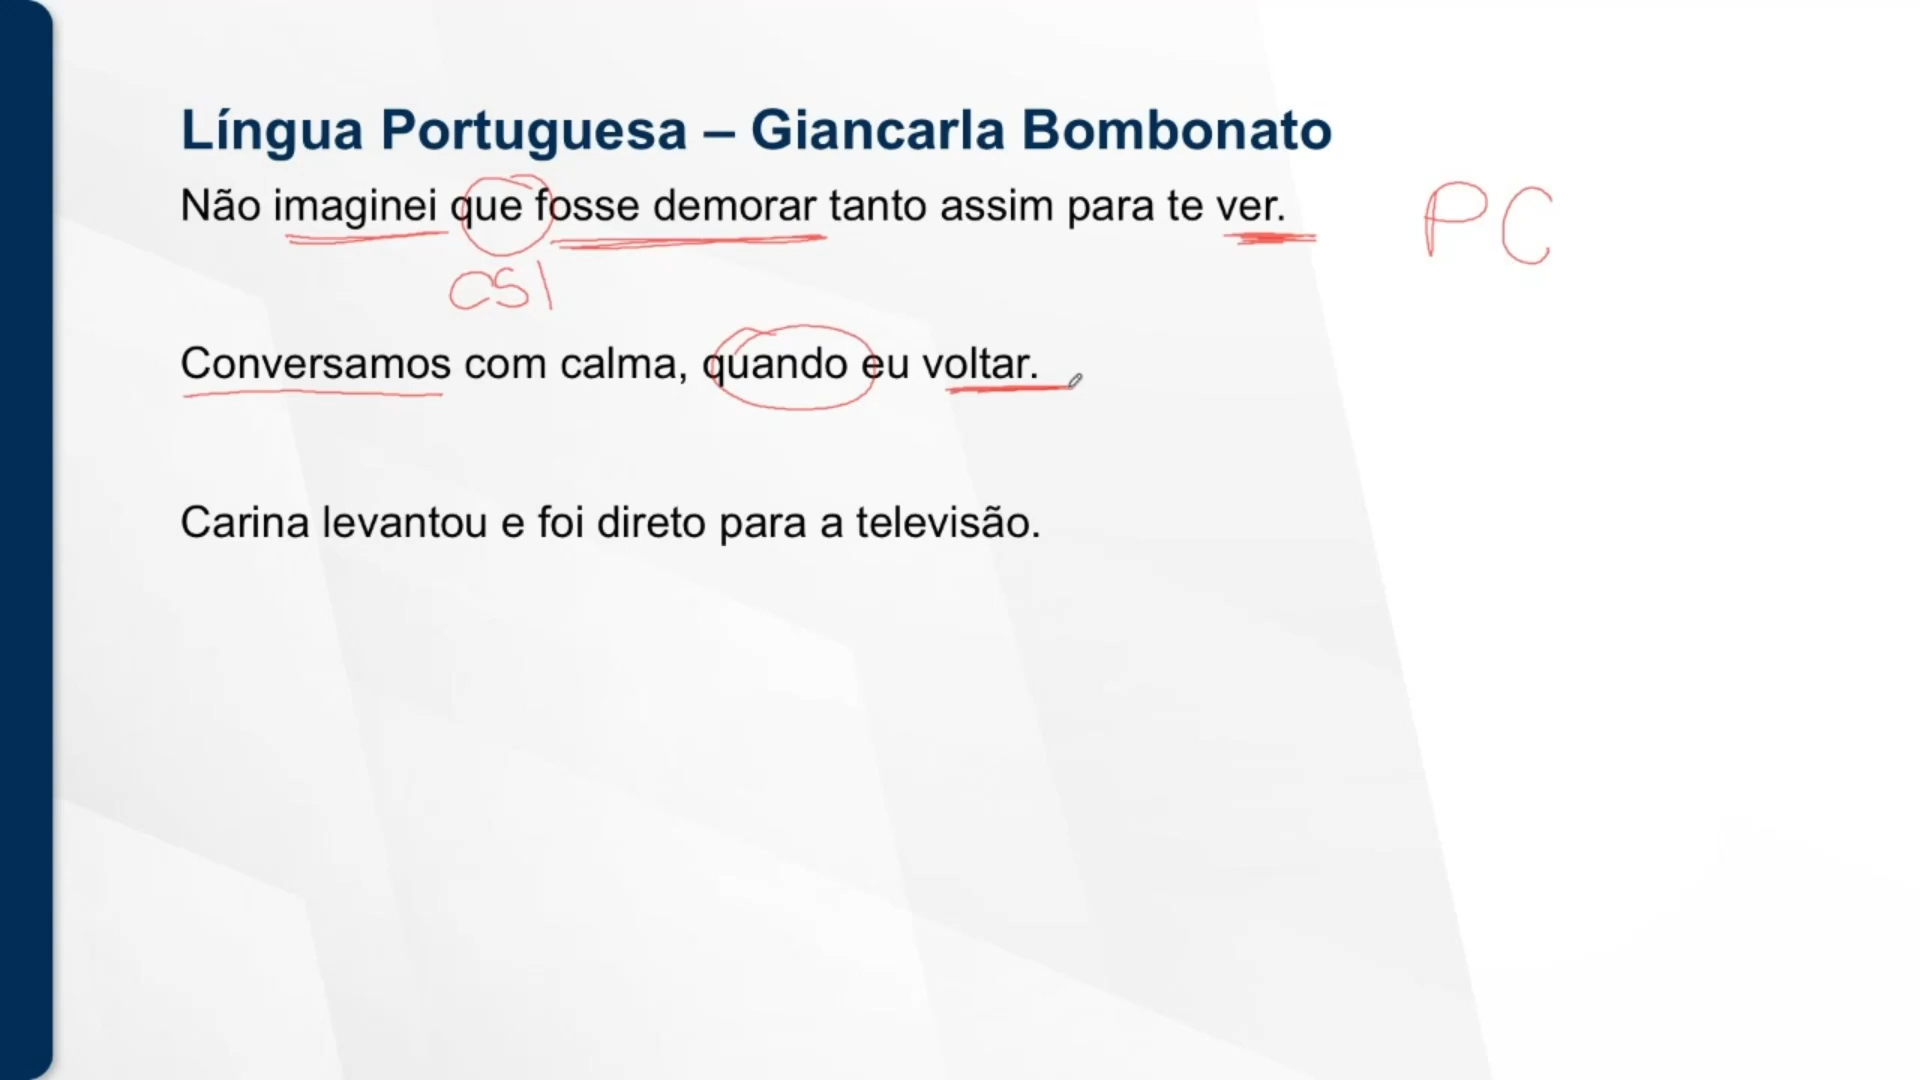 Língua Portuguesa – Giancarla Bombonato
Não imaginei que fosse demorar tanto assim para te ver.
PC
CSI
Conversamos com calma, quando eu voltar.
Carina levantou e foi direto para a televisão.